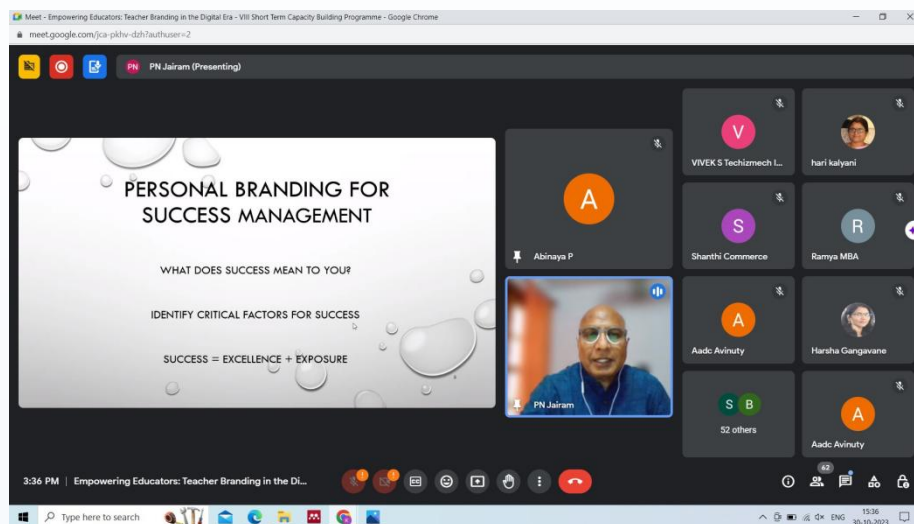 Meet - Empowering Educators: Teacher Branding in the Digital Era - VIII Short Term Capacity Building Programme - Google Chrome
meet.google.com/jca-pkhv-dzh?authuser=2
PN PN Jairam (Presenting)
PERSONAL BRANDING FOR
SUCCESS MANAGEMENT
WHAT DOES SUCCESS MEAN TO YOU?
IDENTIFY CRITICAL FACTORS FOR SUCCESS
SUCCESS = EXCELLENCE + EXPOSURE
A
Abinaya P
PN Jairam
V
VIVEK S Techizmech I...
hari kalyani
S
Shanthi Commerce
R
Ramya MBA
A
Aadc Avinuty
Harsha Gangavane
S B
52 others
A
Aadc Avinuty
3:36 PM | Empowering Educators: Teacher Branding in the Di...
CC
62
Type here to search
ENG
15:36
30-10-2023